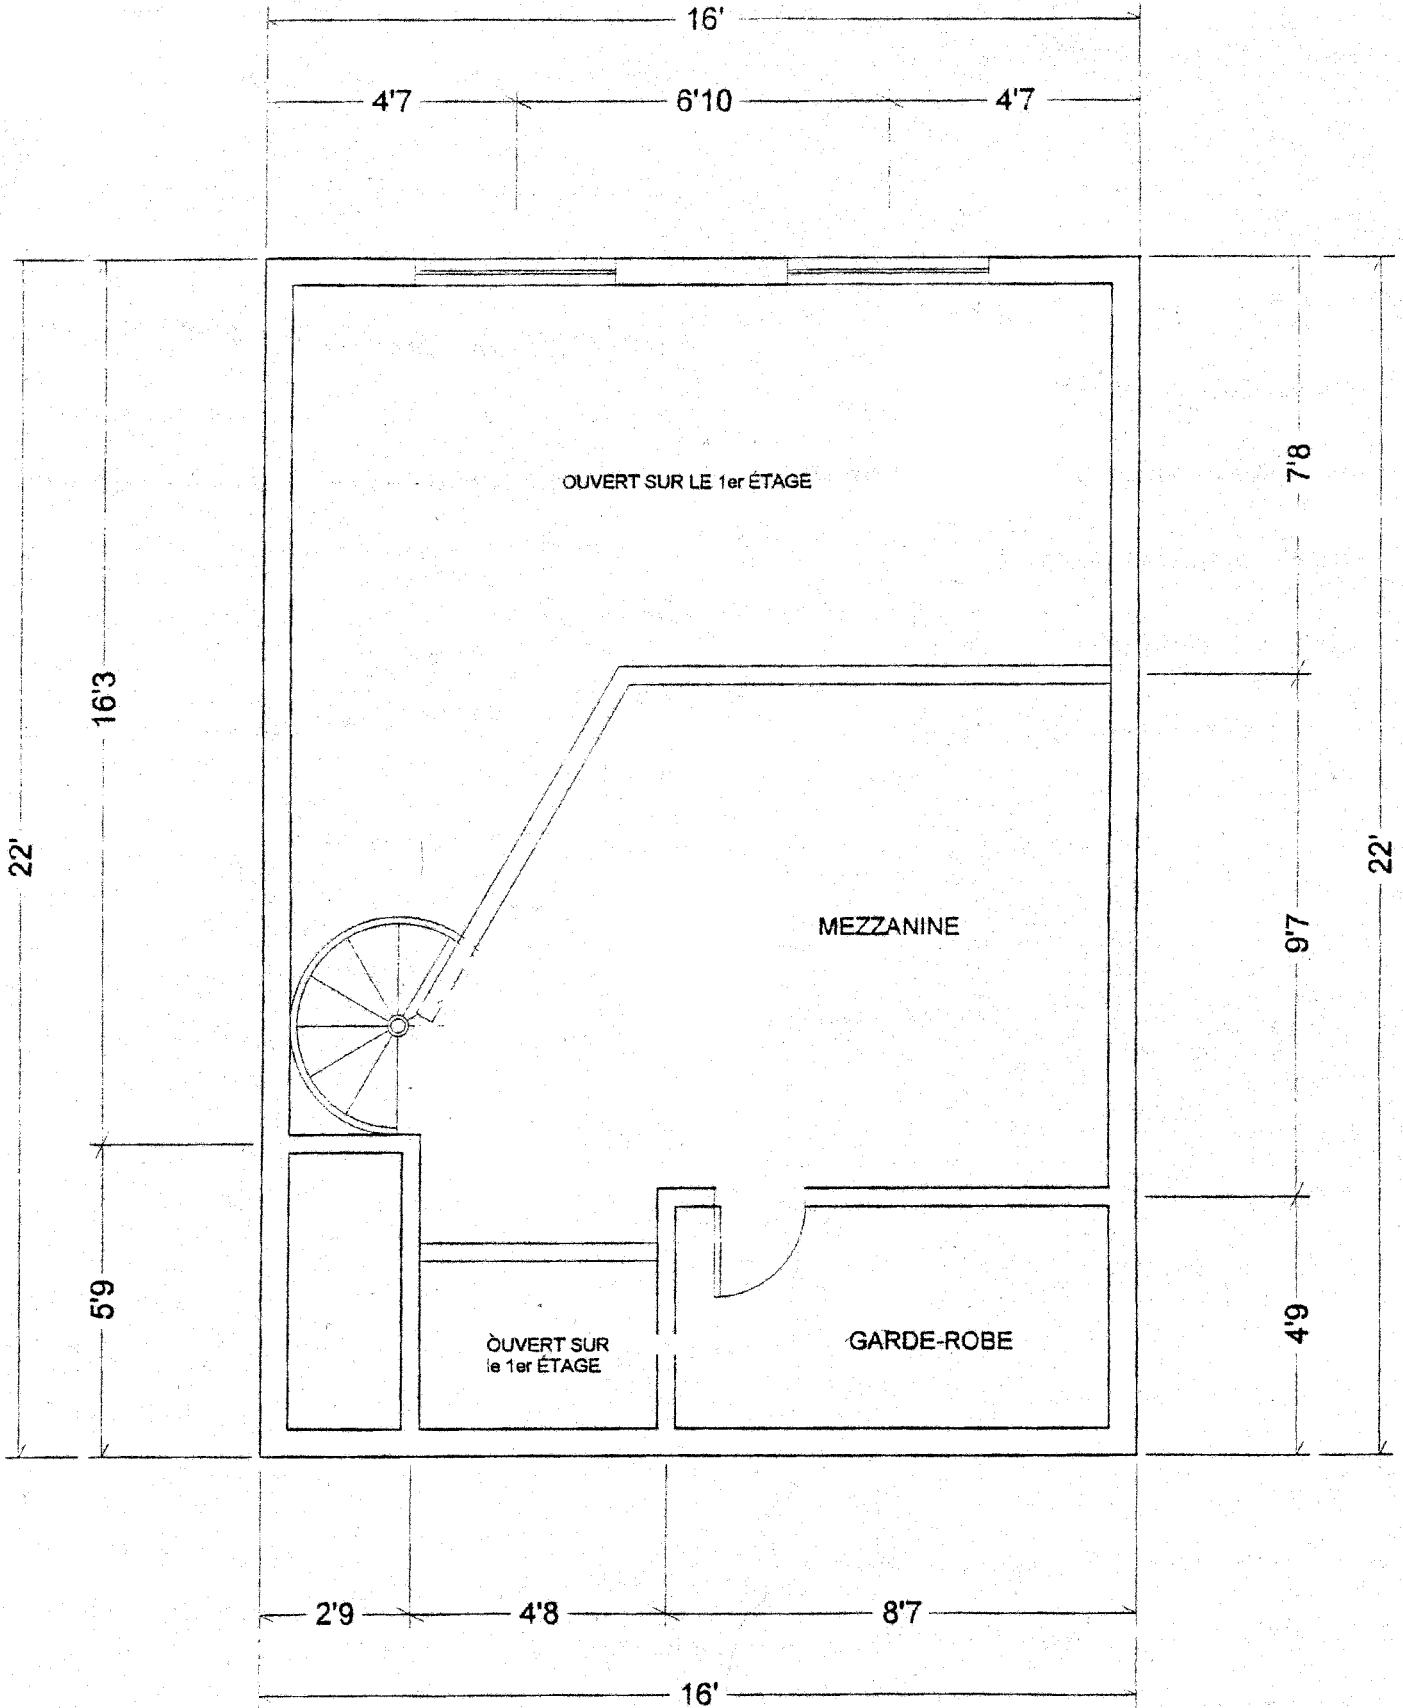 16'
4'7 6'10 4'7
OUVERT SUR LE 1er ÉTAGE
7'8
16'3
22'
22'
MEZZANINE
9'7
5'9
OUVERT SUR
le 1er ÉTAGE
GARDE-ROBE
4'9
2'9 4'8 8'7
16'